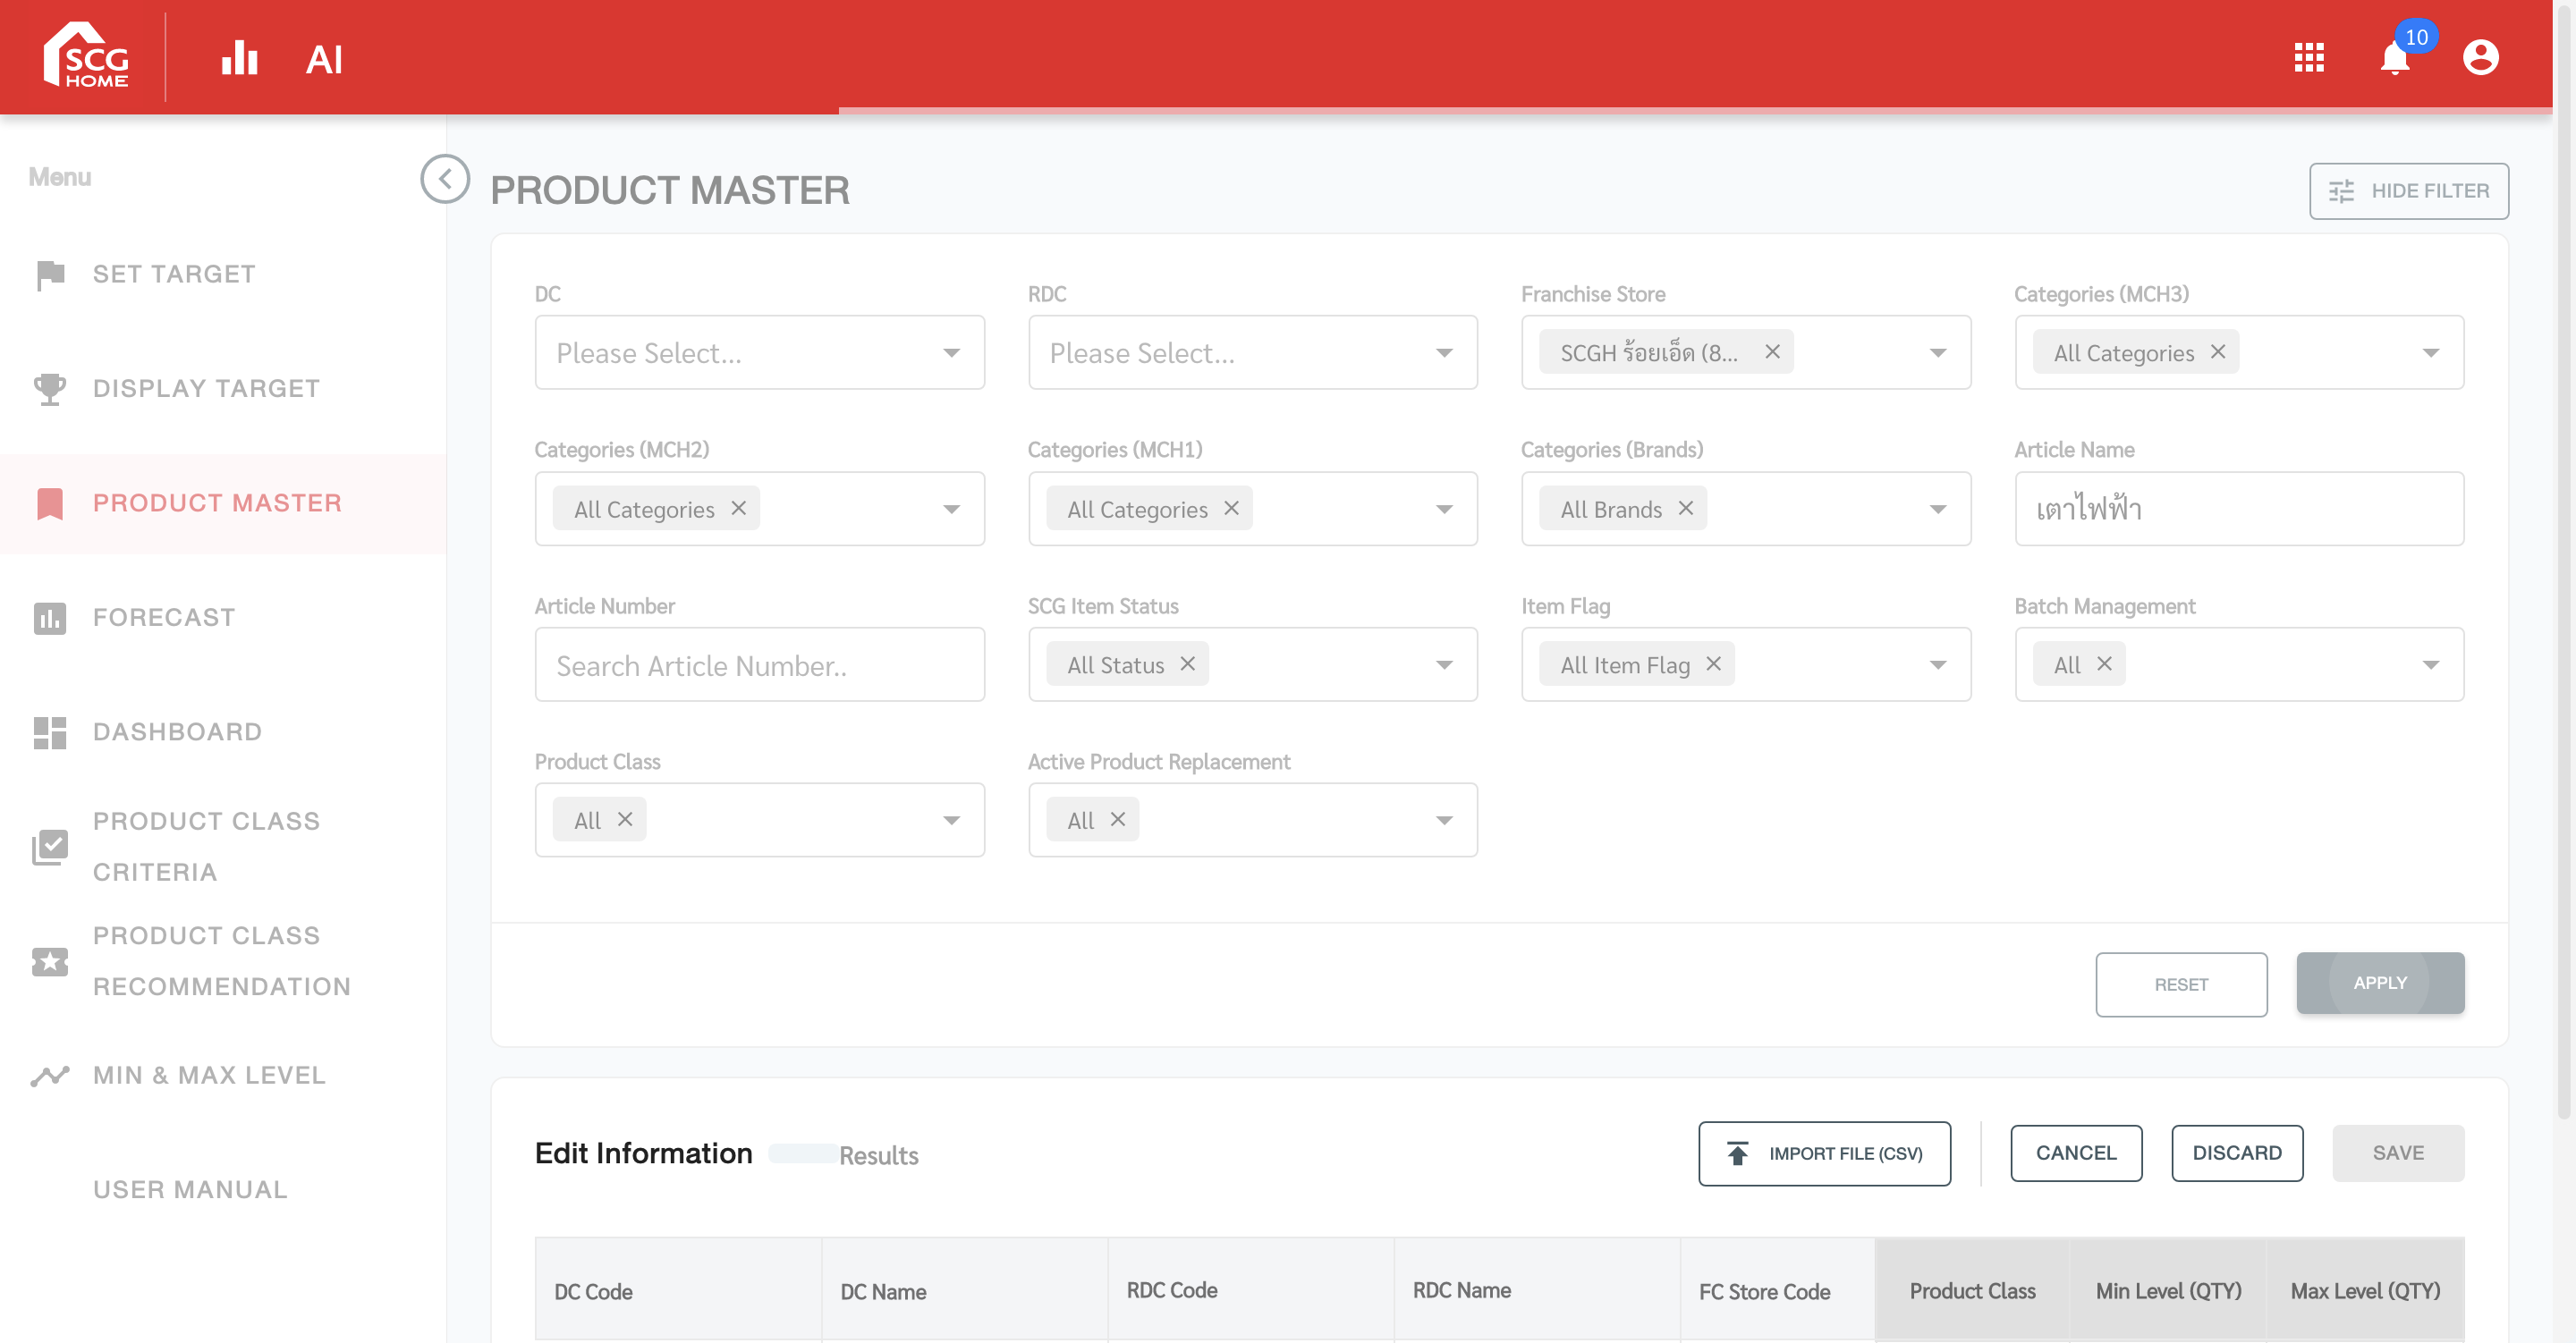 SCG
HOME
AI
10
Menu
PRODUCT MASTER
HIDE FILTER
SET TARGET
DISPLAY TARGET
PRODUCT MASTER
FORECAST
DASHBOARD
PRODUCT CLASS
CRITERIA
PRODUCT CLASS
RECOMMENDATION
MIN & MAX LEVEL
USER MANUAL
DC
RDC
Franchise Store
Categories (MCH3)
Please Select...
Please Select...
SCGH ร้อยเอ็ด (8...
All Categories
Categories (MCH2)
Categories (MCH1)
Categories (Brands)
Article Name
All Categories
All Categories
All Brands
เตาไฟฟ้า
Article Number
SCG Item Status
Item Flag
Batch Management
Search Article Number..
All Status
All Item Flag
All
Product Class
Active Product Replacement
All
All
RESET
APPLY
Edit Information
Results
IMPORT FILE (CSV)
CANCEL
DISCARD
SAVE
DC Code
DC Name
RDC Code
RDC Name
FC Store Code
Product Class
Min Level (QTY)
Max Level (QTY)